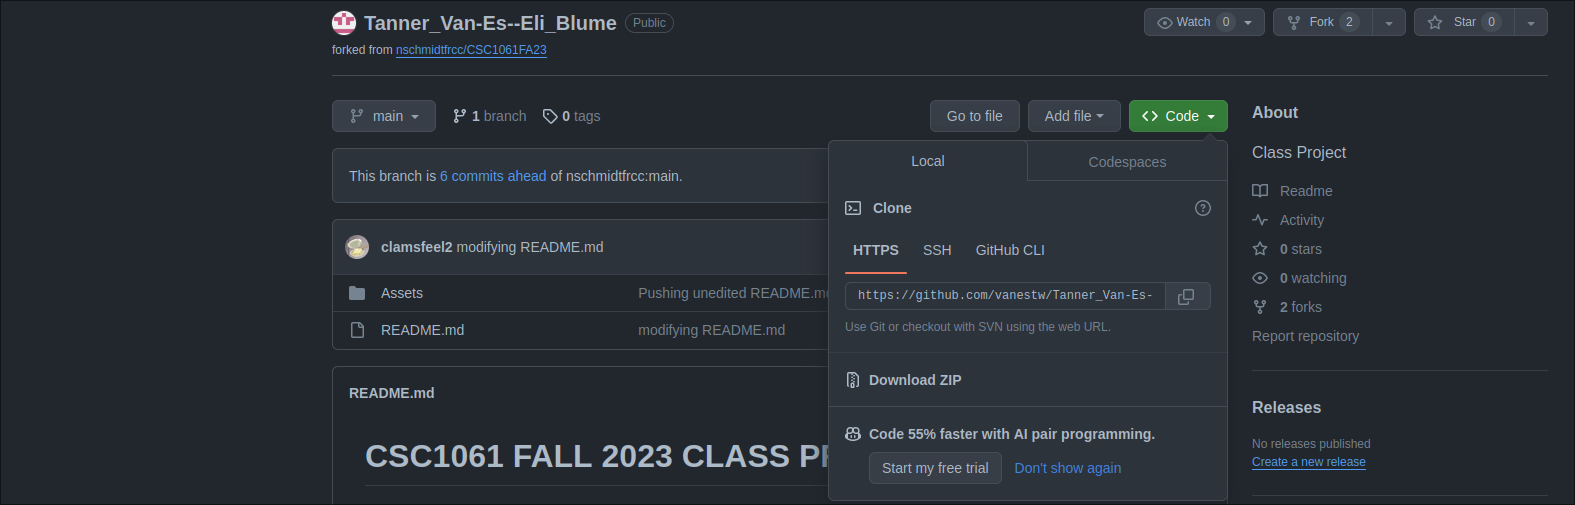 Tanner_Van-Es--Eli_Blume Public Watch 0 Fork 2 Star 0
forked from nschmidtfrcc/CSC1061FA23
main 1 branch 0 tags Go to file Add file Code
This branch is 6 commits ahead of nschmidtfrcc:main.
clamsfeel2 modifying README.md
Assets Pushing unedited README.md
README.md modifying README.md
README.md
CSC1061 FALL 2023 CLASS
Local Codespaces
Clone
HTTPS SSH GitHub CLI
https://github.com/vanestw/Tanner_Van-Es-
Use Git or checkout with SVN using the web URL.
Download ZIP
Code 55% faster with AI pair programming.
Start my free trial Don't show again
About
Class Project
Readme
Activity
0 stars
0 watching
2 forks
Report repository
Releases
No releases published
Create a new release